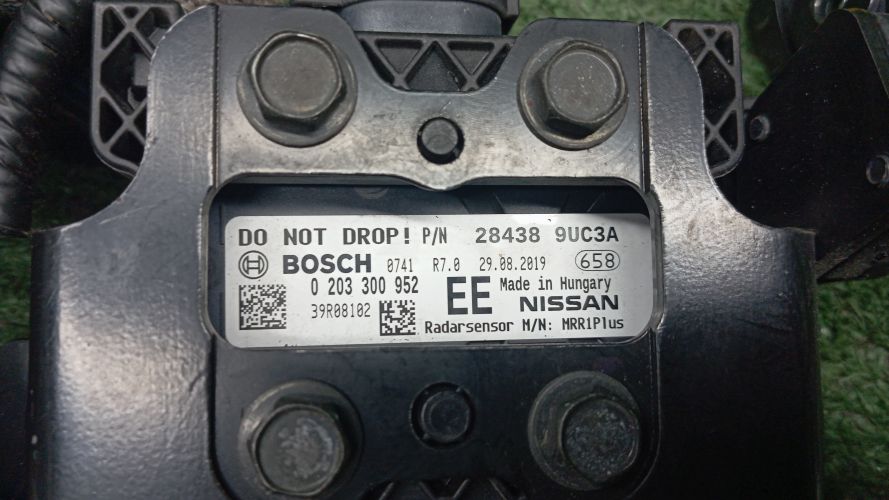 DO NOT DROP! P/N 28438 9UC3A
BOSCH 0741 R7.0 29.08.2019 658
0 203 300 952 EE Made in Hungary
39R08102 NISSAN
Radarsensor M/N: MRR1Plus